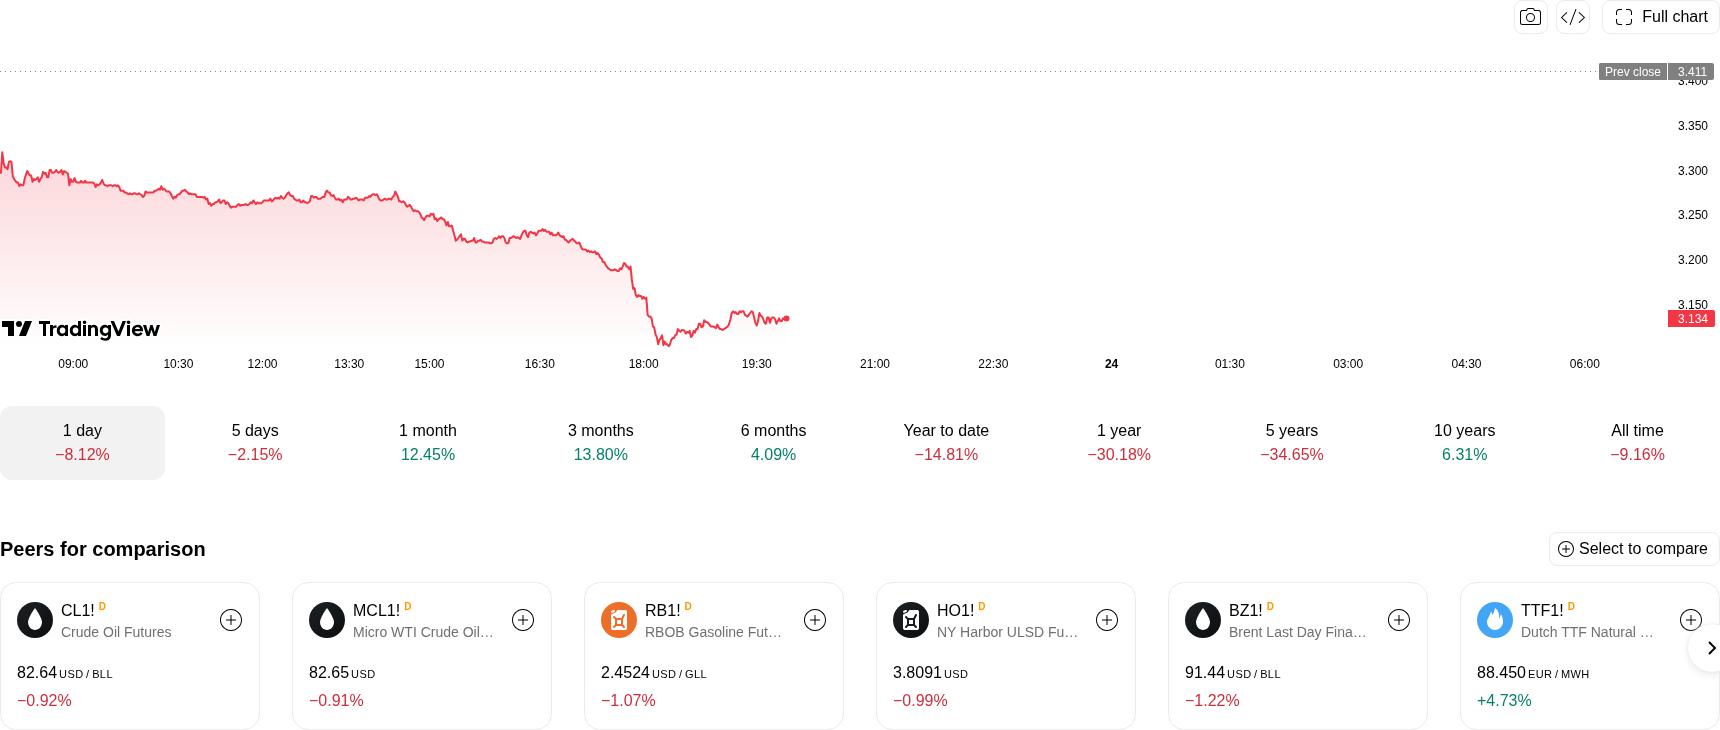 Full chart
Prev close 3.411
3.400
3.350
3.300
3.250
3.200
3.150
3.134
TradingView
09:00 10:30 12:00 13:30 15:00 16:30 18:00 19:30 21:00 22:30 24 01:30 03:00 04:30 06:00
1 day 5 days 1 month 3 months 6 months Year to date 1 year 5 years 10 years All time
−8.12% −2.15% 12.45% 13.80% 4.09% −14.81% −30.18% −34.65% 6.31% −9.16%
Peers for comparison
Select to compare
CL1! D
Crude Oil Futures
82.64 USD / BLL
−0.92%
MCL1! D
Micro WTI Crude Oil…
82.65 USD
−0.91%
RB1! D
RBOB Gasoline Fut…
2.4524 USD / GLL
−1.07%
HO1! D
NY Harbor ULSD Fu…
3.8091 USD
−0.99%
BZ1! D
Brent Last Day Fina…
91.44 USD / BLL
−1.22%
TTF1! D
Dutch TTF Natural …
88.450 EUR / MWH
+4.73%